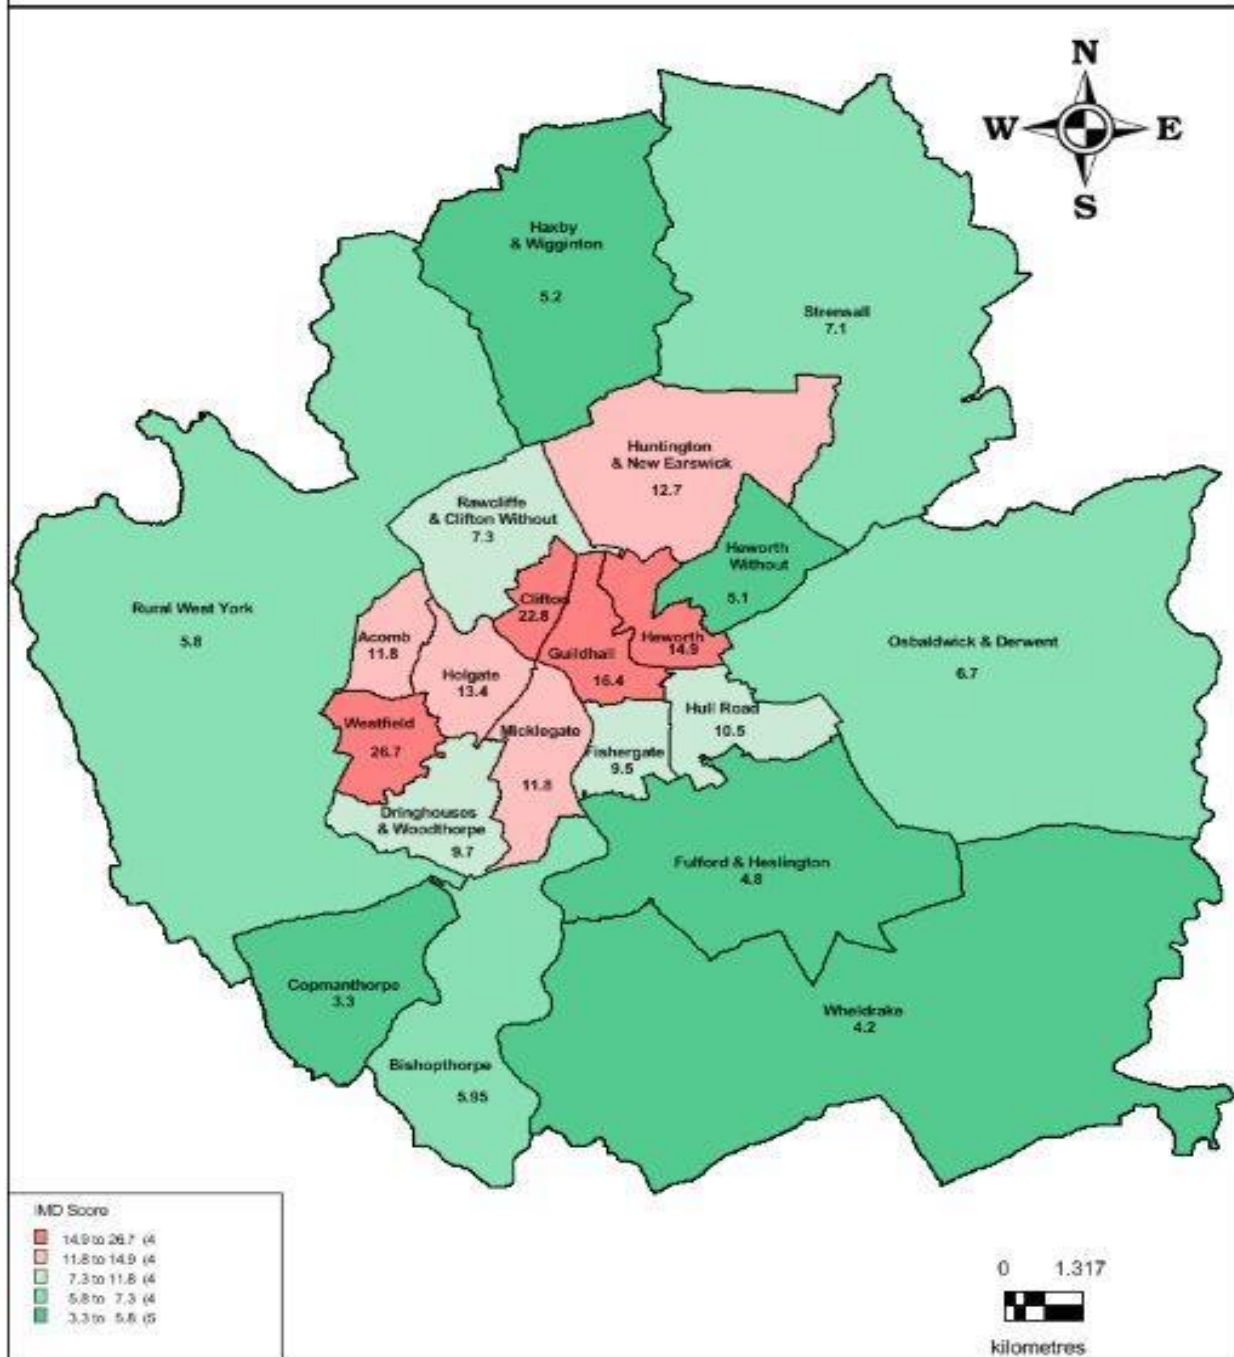 N
W E
S
Haxby
& Wigginton
5.2
Strensall
7.1
Huntington
& New Earswick
12.7
Rawcliffe
& Clifton Without
7.3
Heworth
Without
5.1
Clifton
22.8
Rural West York
5.8
Acomb
11.8
Heworth
14.9
Guildhall
16.4
Osbaldwick & Derwent
6.7
Holgate
13.4
Westfield
26.7
Micklegate
11.8
Hull Road
10.5
Fishergate
9.5
Dringhouses
& Woodthorpe
9.7
Fulford & Heslington
4.8
Copmanthorpe
3.3
Wheldrake
4.2
Bishopthorpe
5.95
IMD Score
14.9 to 26.7 (4
11.8 to 14.9 (4
7.3 to 11.8 (4
5.8 to 7.3 (4
3.3 to 5.8 (5
0 1.317
kilometres